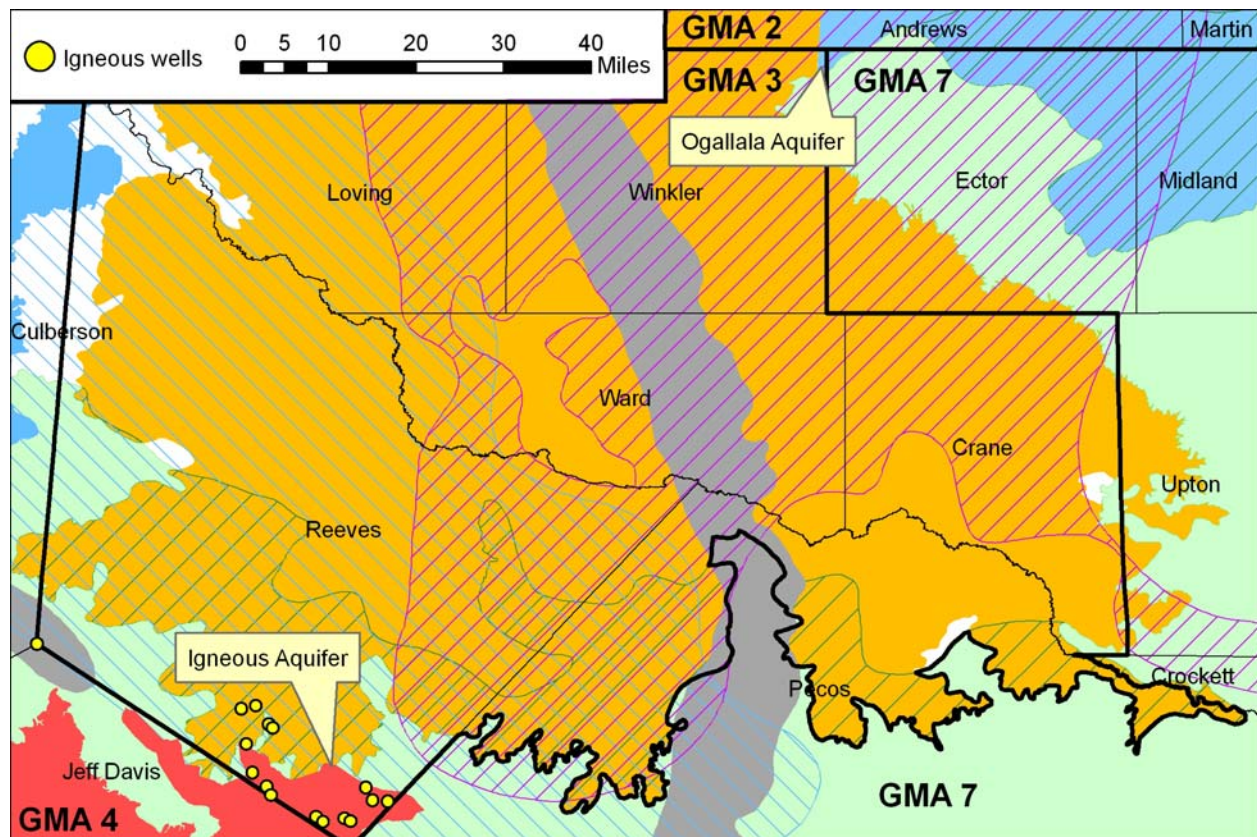 GMA 2
Andrews
Martin
Igneous wells
0 5 10 20 30 40
Miles
GMA 3
GMA 7
Ogallala Aquifer
Loving
Winkler
Ector
Midland
Culberson
Ward
Crane
Upton
Reeves
Igneous Aquifer
Pecos
Crockett
Jeff Davis
GMA 7
GMA 4